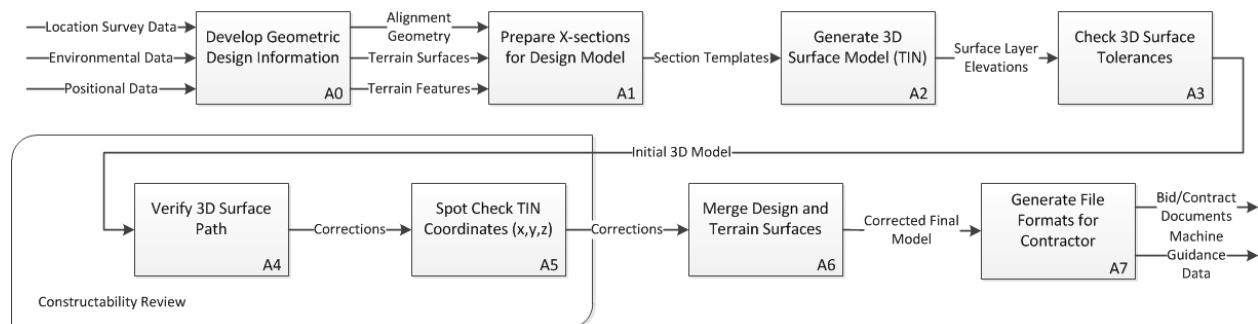 Location Survey Data
Environmental Data
Positional Data
Develop Geometric
Design Information
A0
Alignment
Geometry
Terrain Surfaces
Terrain Features
Prepare X-sections
for Design Model
A1
Section Templates
Generate 3D
Surface Model (TIN)
A2
Surface Layer
Elevations
Check 3D Surface
Tolerances
A3
Initial 3D Model
Verify 3D Surface
Path
A4
Corrections
Spot Check TIN
Coordinates (x,y,z)
A5
Corrections
Merge Design and
Terrain Surfaces
A6
Corrected Final
Model
Generate File
Formats for
Contractor
A7
Bid/Contract
Documents
Machine
Guidance
Data
Constructability Review